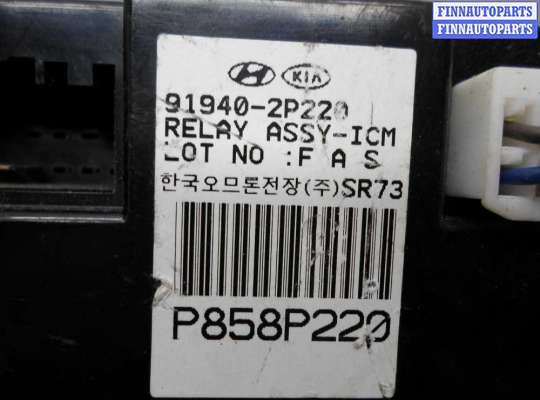 FINNAUTOPARTS
FINNAUTOPARTS
KIA
91940-2P220
RELAY ASSY-ICM
LOT NO :F A S
한국오므론전장(주)SR73
P858P220